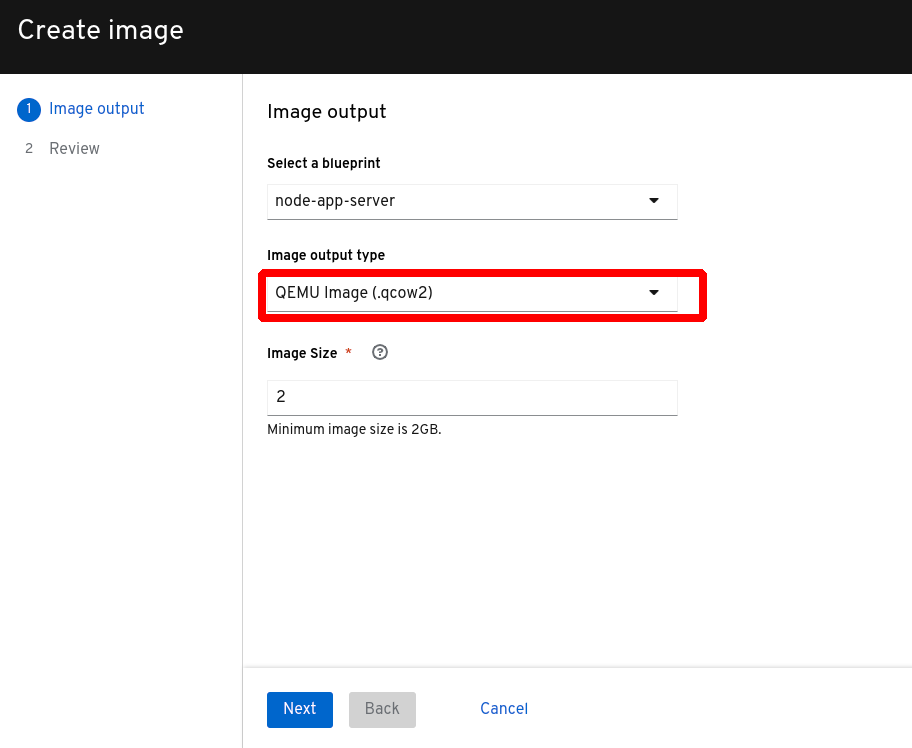 Create image
1 Image output
2 Review
Image output
Select a blueprint
node-app-server
Image output type
QEMU Image (.qcow2)
Image Size * ?
2
Minimum image size is 2GB.
Next Back Cancel